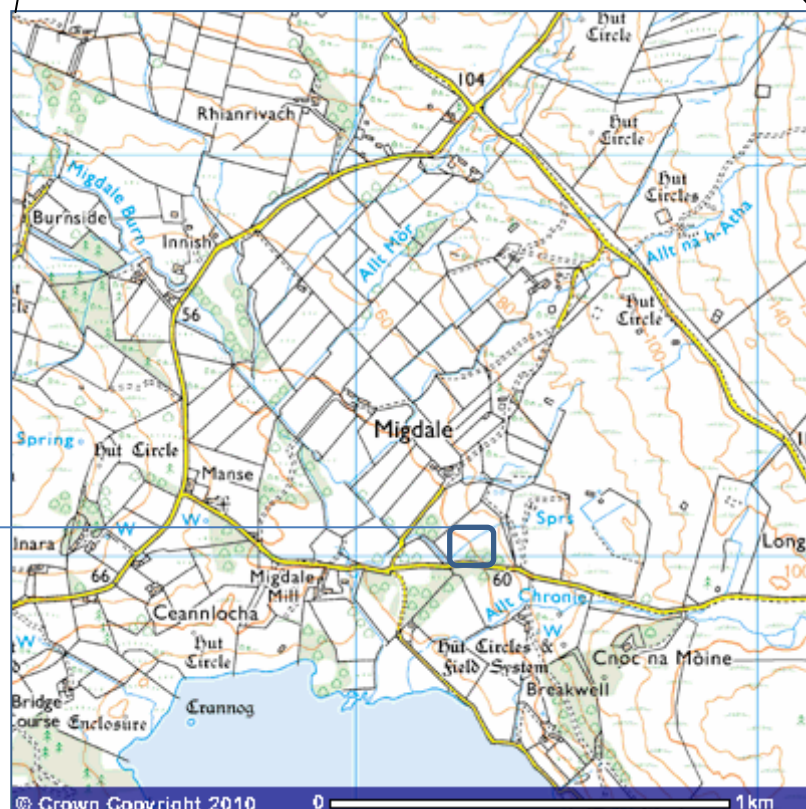 Hut
Circle
104
Rhianrivach
Hut
Circle
Hut
Circles
Migdale Burn
Burnside
Innish
Allt Mòr
Allt na h-Atha
80
60
56
Hut
Circle
100
Migdale
Spring
Hut Circle
Manse
W
W
Sprs
Long
66
Migdale
Mill
60
Allt Chronie
Ceannlocha
W
Hut
Circle
W
Hut Circles &
Field System
Cnoc na Mòine
Breakwell
Bridge
Course
Enclosure
Crannog
© Crown Copyright 2010
0
1km